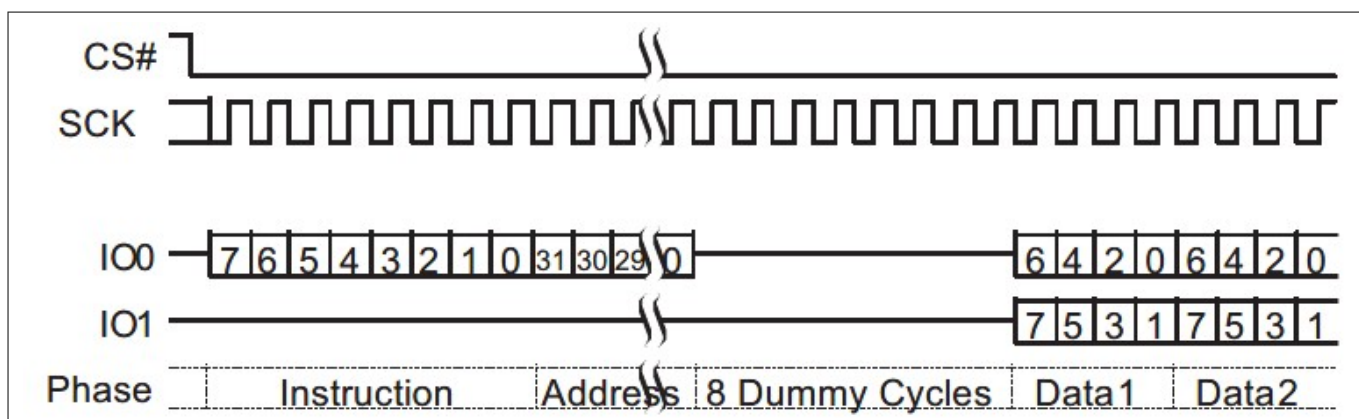 CS#
SCK
IO0 7 6 5 4 3 2 1 0 31 30 29 0 6 4 2 0 6 4 2 0
IO1 7 5 3 1 7 5 3 1
Phase Instruction Address 8 Dummy Cycles Data1 Data2